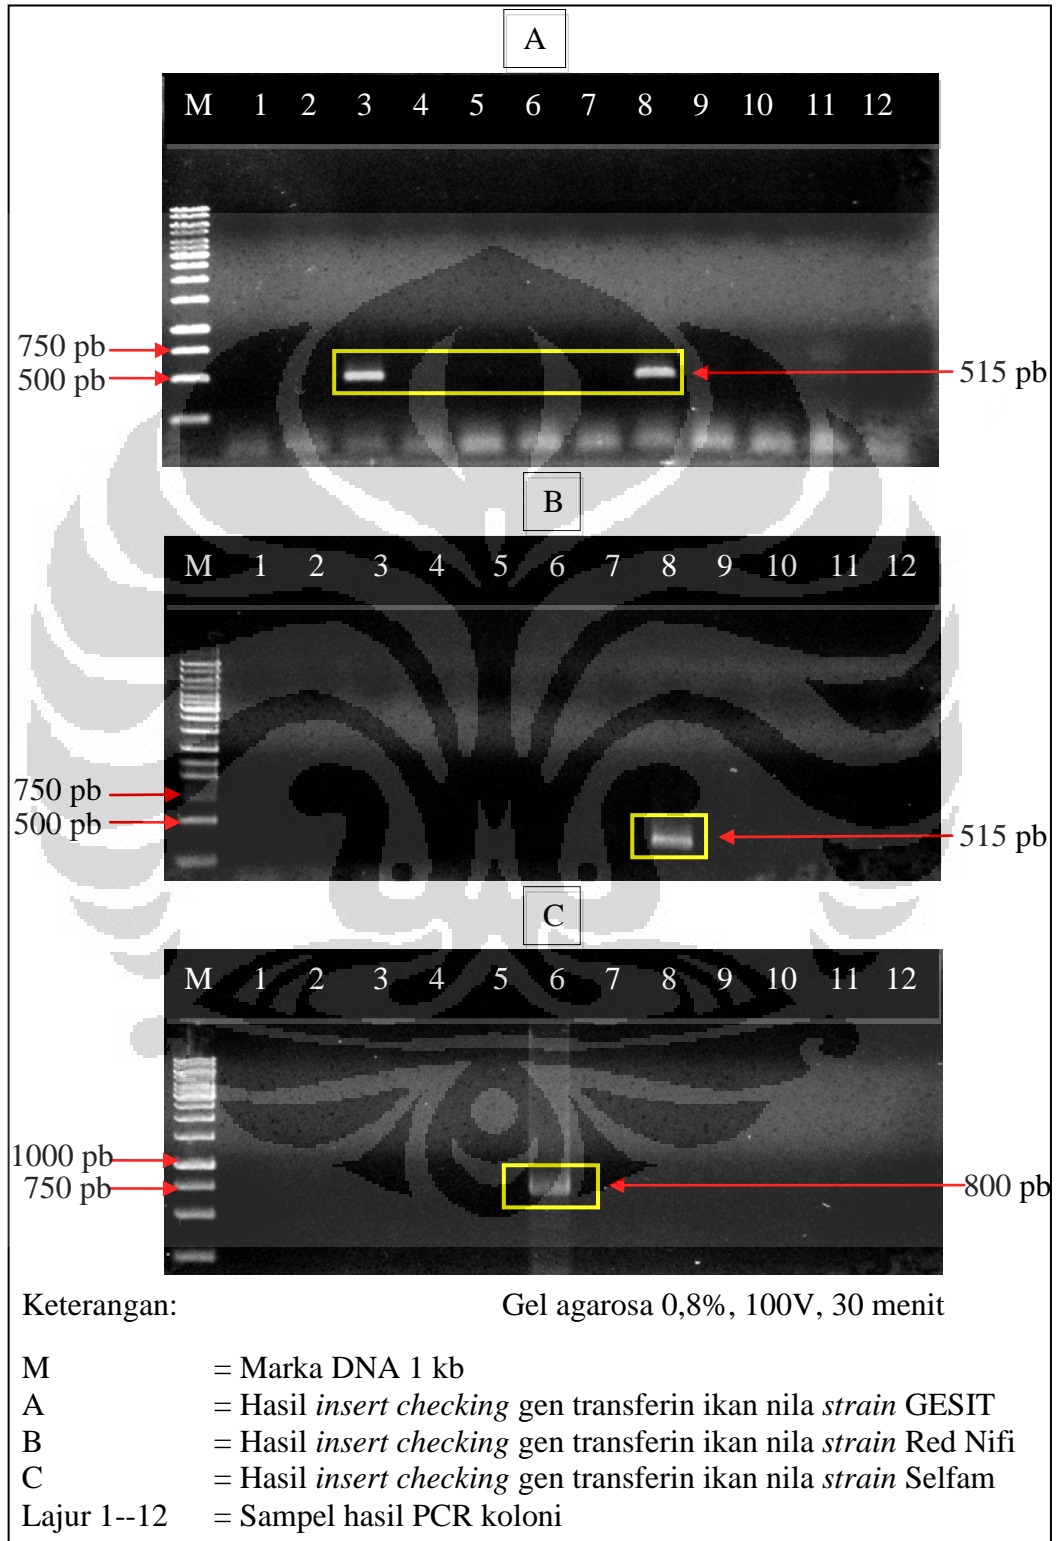 A
M 1 2 3 4 5 6 7 8 9 10 11 12
750 pb
500 pb
515 pb
B
M 1 2 3 4 5 6 7 8 9 10 11 12
750 pb
500 pb
515 pb
C
M 1 2 3 4 5 6 7 8 9 10 11 12
1000 pb
750 pb
800 pb
Keterangan: Gel agarosa 0,8%, 100V, 30 menit
M = Marka DNA 1 kb
A = Hasil insert checking gen transferin ikan nila strain GESIT
B = Hasil insert checking gen transferin ikan nila strain Red Nifi
C = Hasil insert checking gen transferin ikan nila strain Selfam
Lajur 1--12 = Sampel hasil PCR koloni